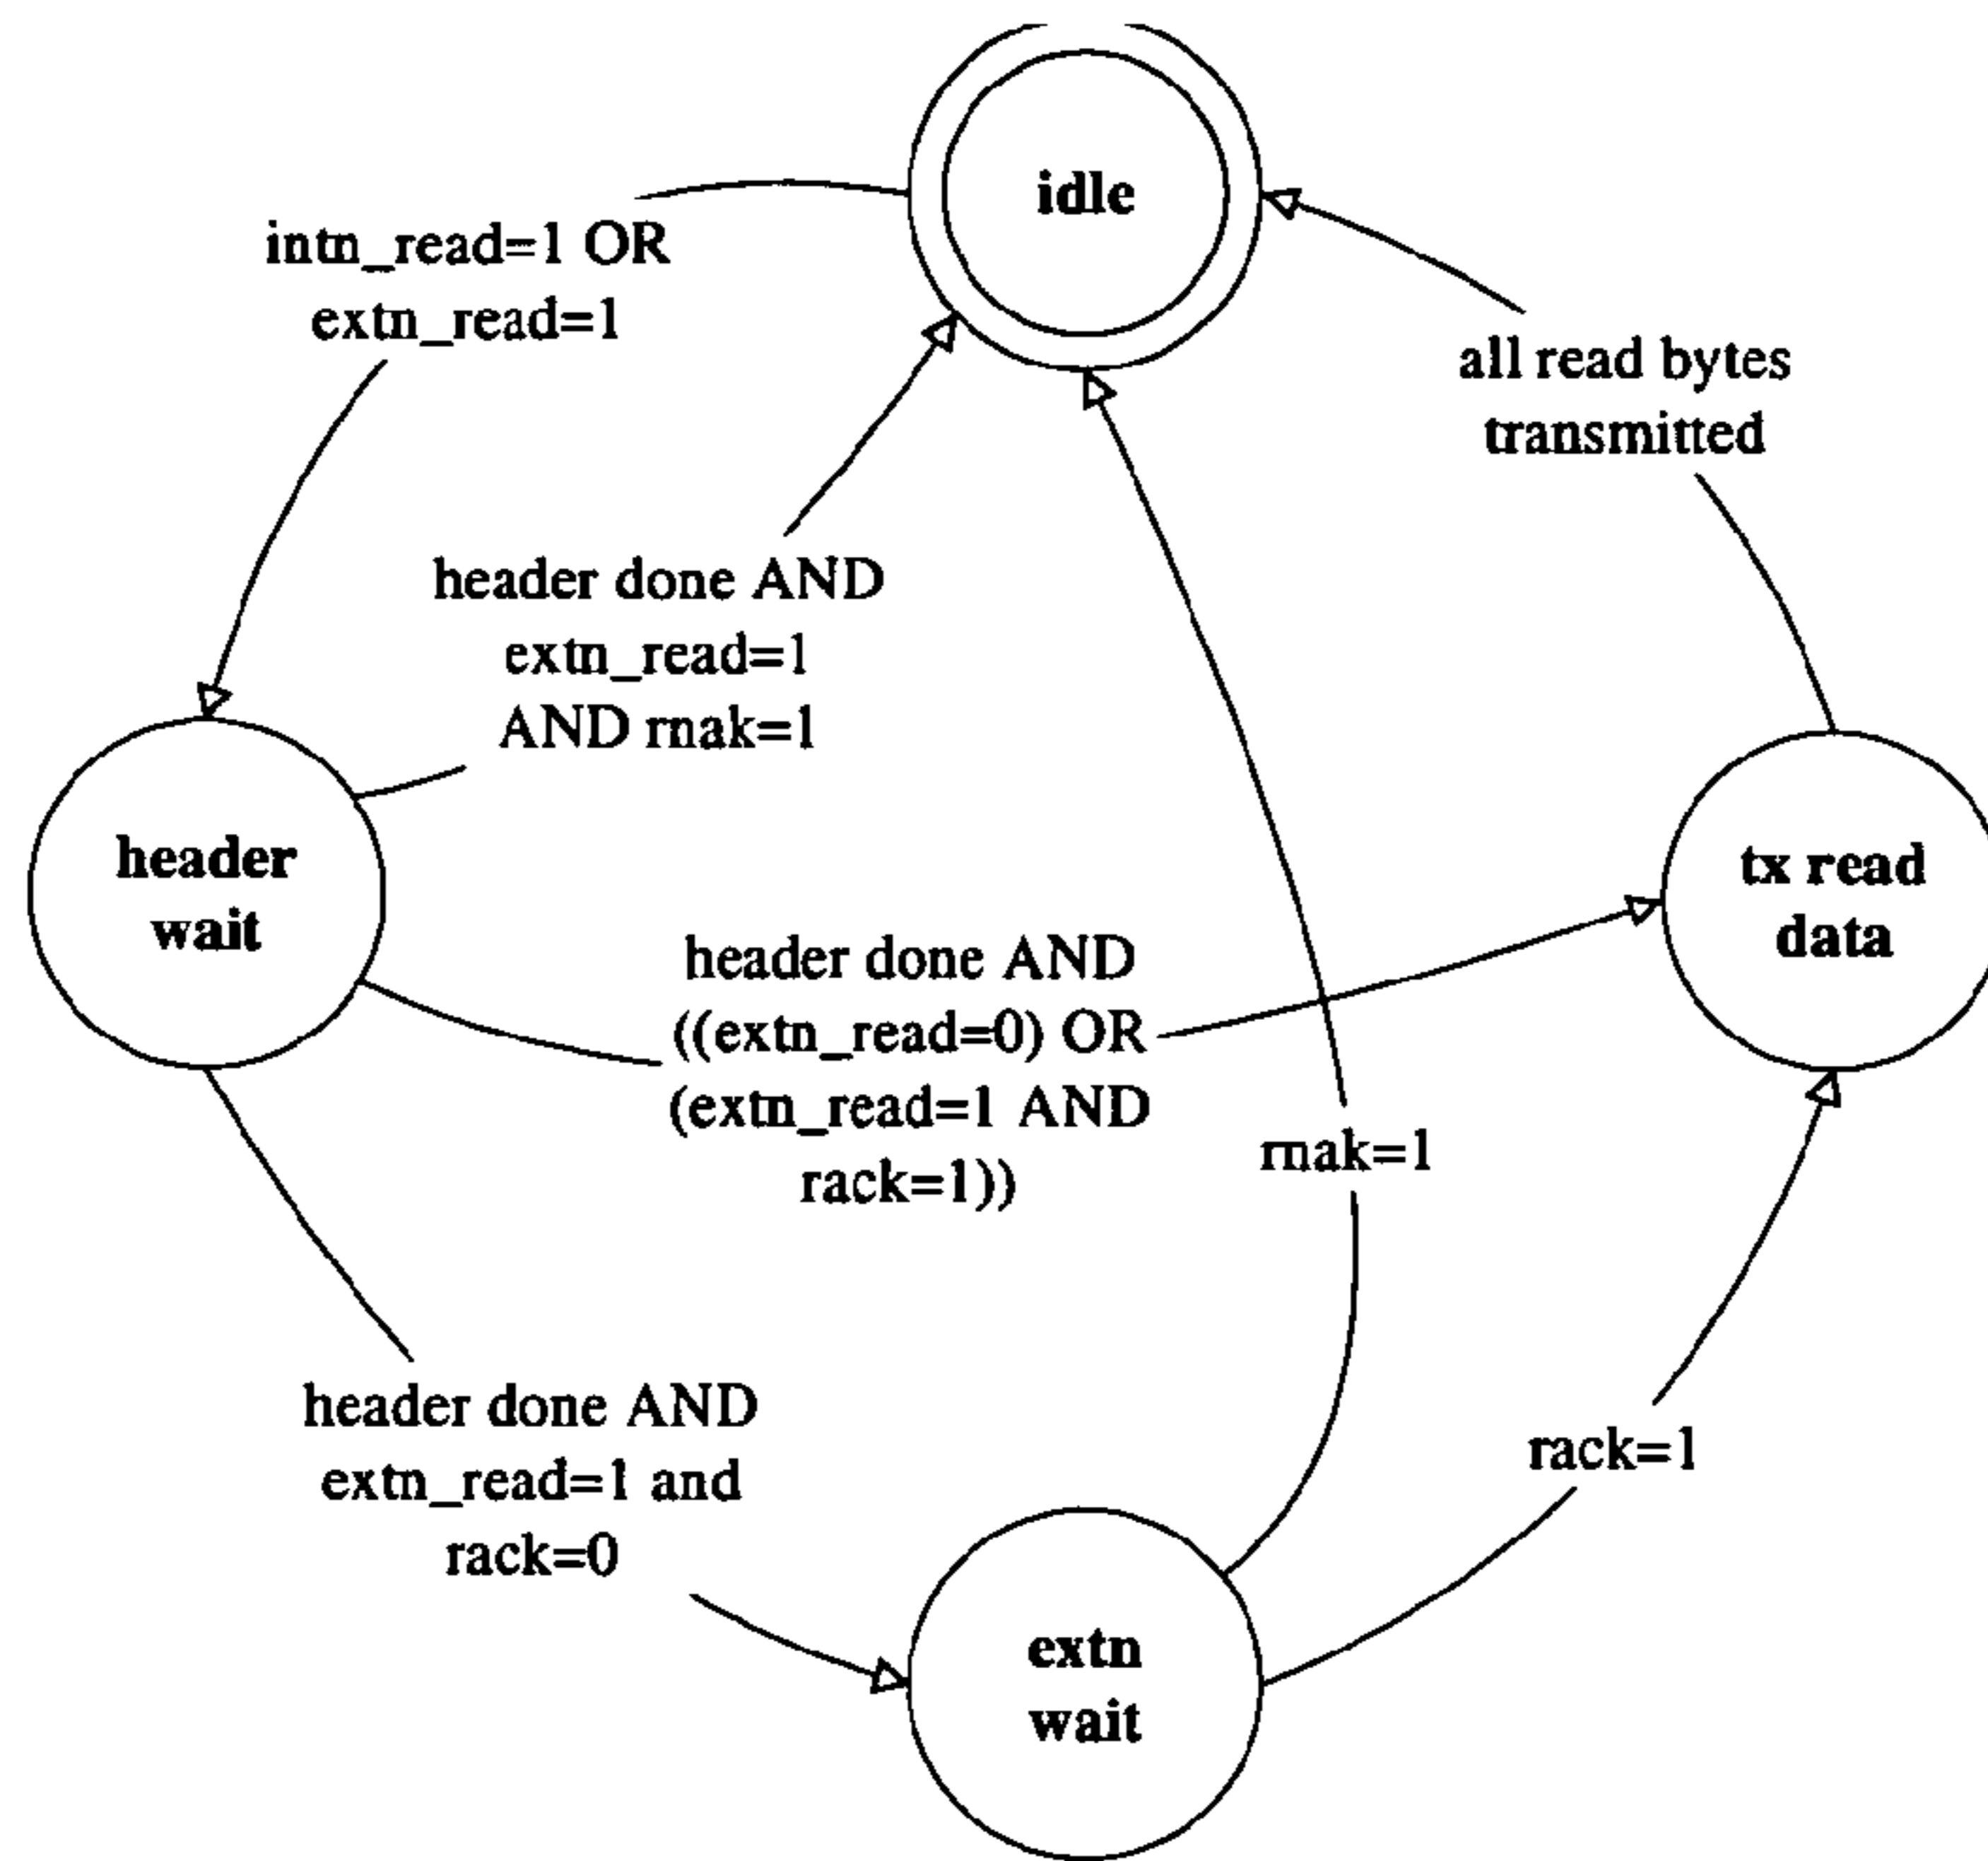 idle
intn_read=1 OR
extn_read=1
all read bytes
transmitted
header done AND
extn_read=1
AND rnak=1
header
wait
tx read
data
header done AND
((extn_read=0) OR
(extn_read=1 AND
rack=1))
rnak=1
header done AND
extn_read=1 and
rack=0
rack=1
extn
wait